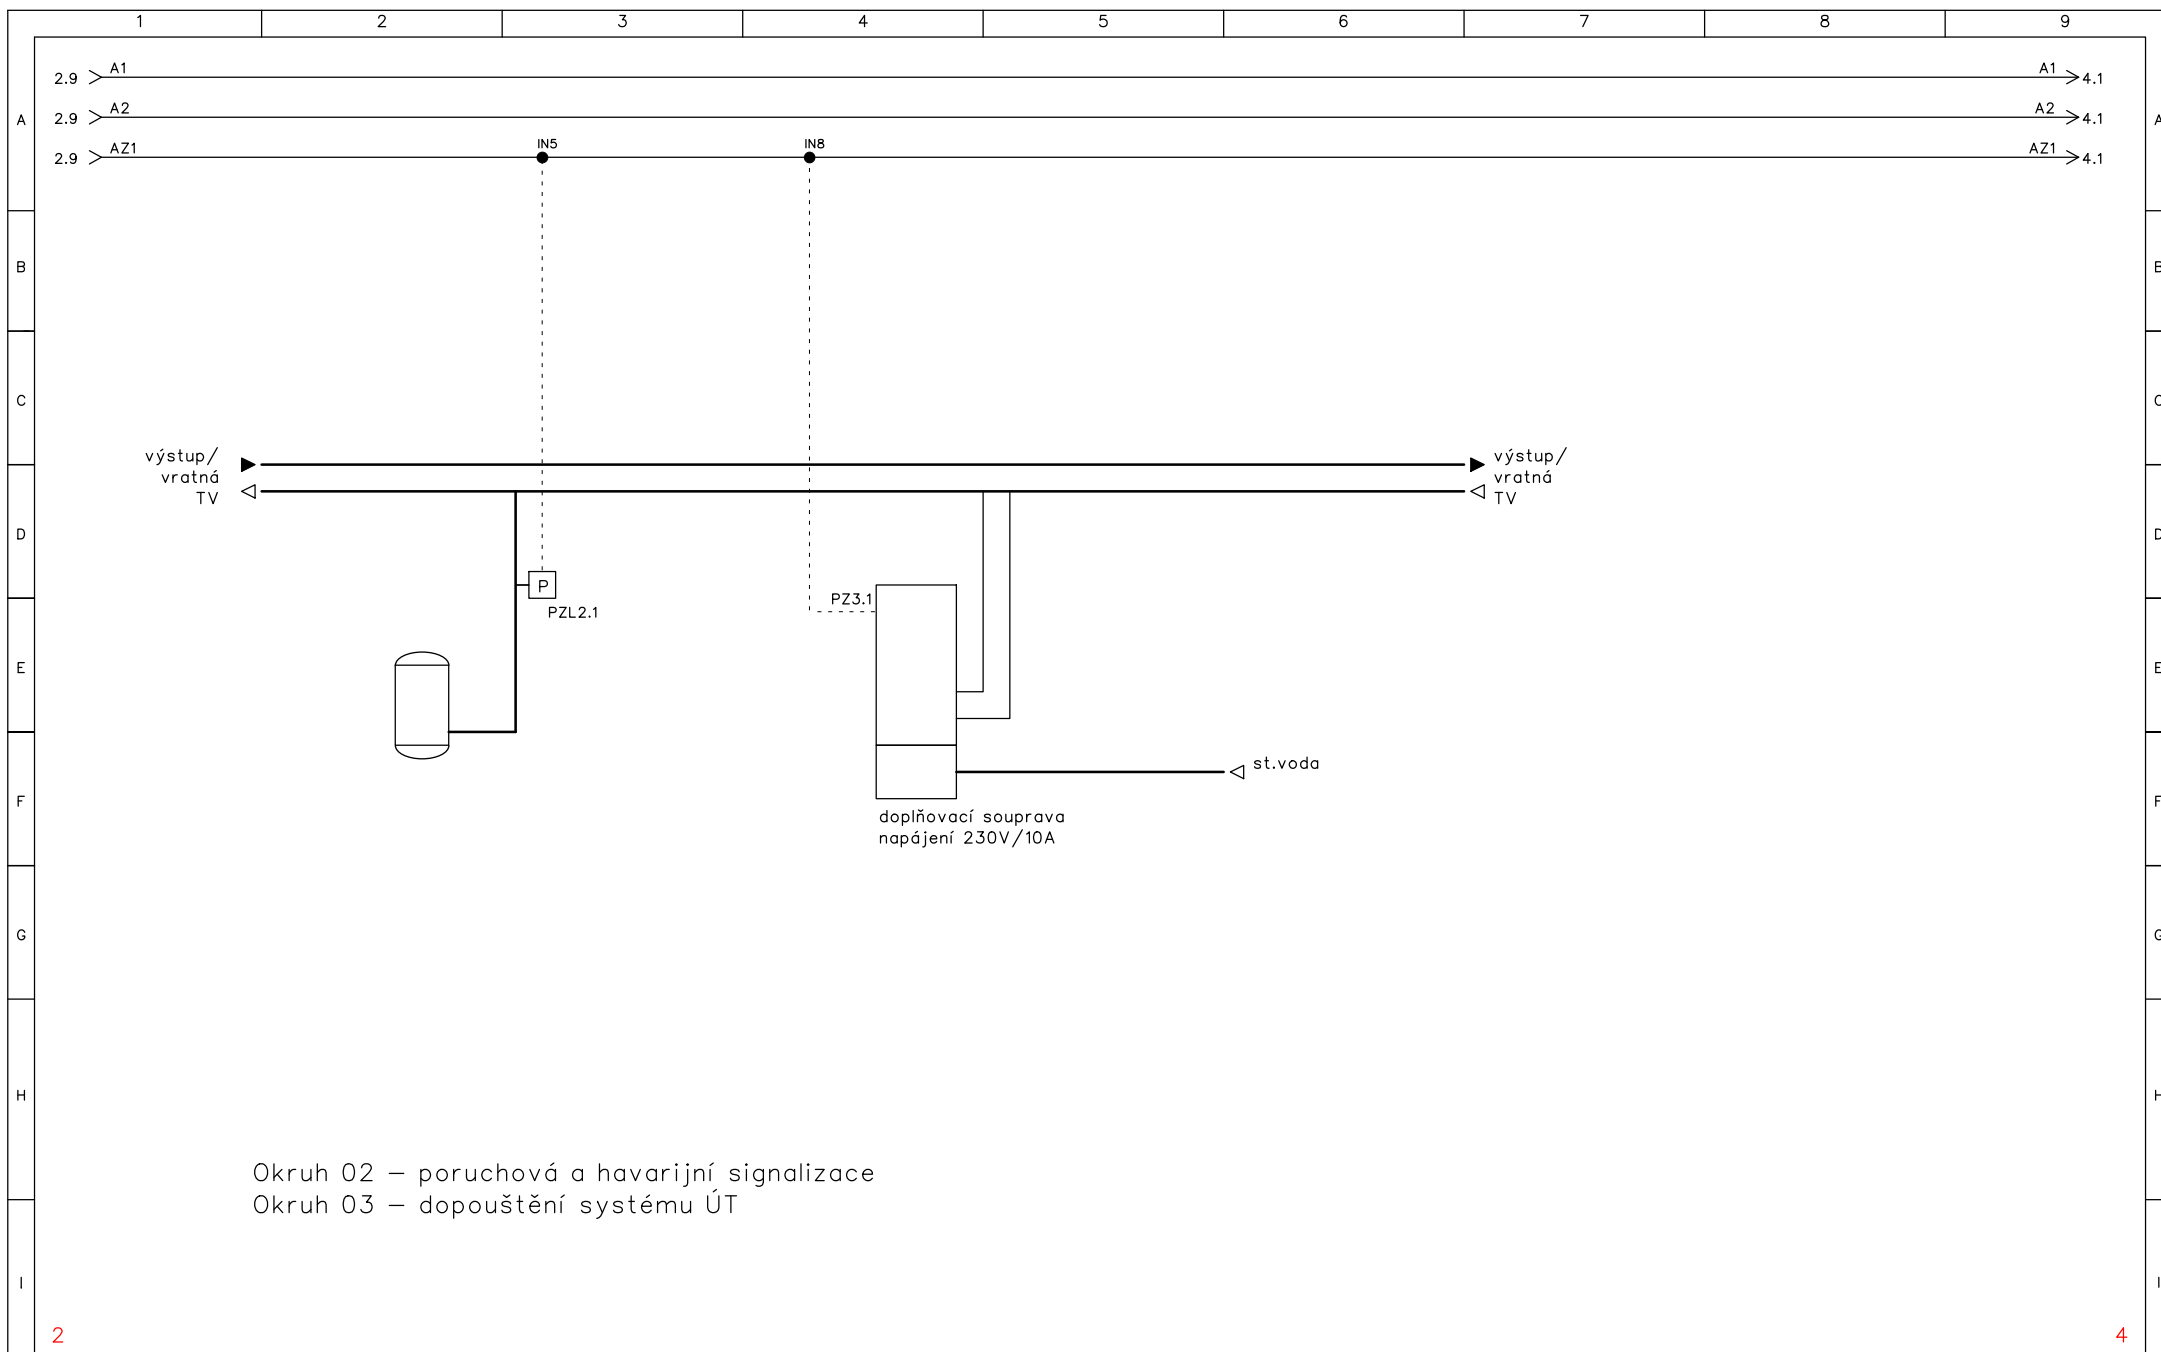 1 2 3 4 5 6 7 8 9
2.9 A1 A1 4.1
2.9 A2 A2 4.1
A A
2.9 AZ1 IN5 IN8 AZ1 4.1
B B
C C
výstup/ výstup/
vratná vratná
TV TV
D D
P
PZ3.1
PZL2.1
E E
st.voda
F F
doplňovací souprava
napájení 230V/10A
G G
H H
Okruh 02 – poruchová a havarijní signalizace
Okruh 03 – dopouštění systému ÚT
I I
2 4